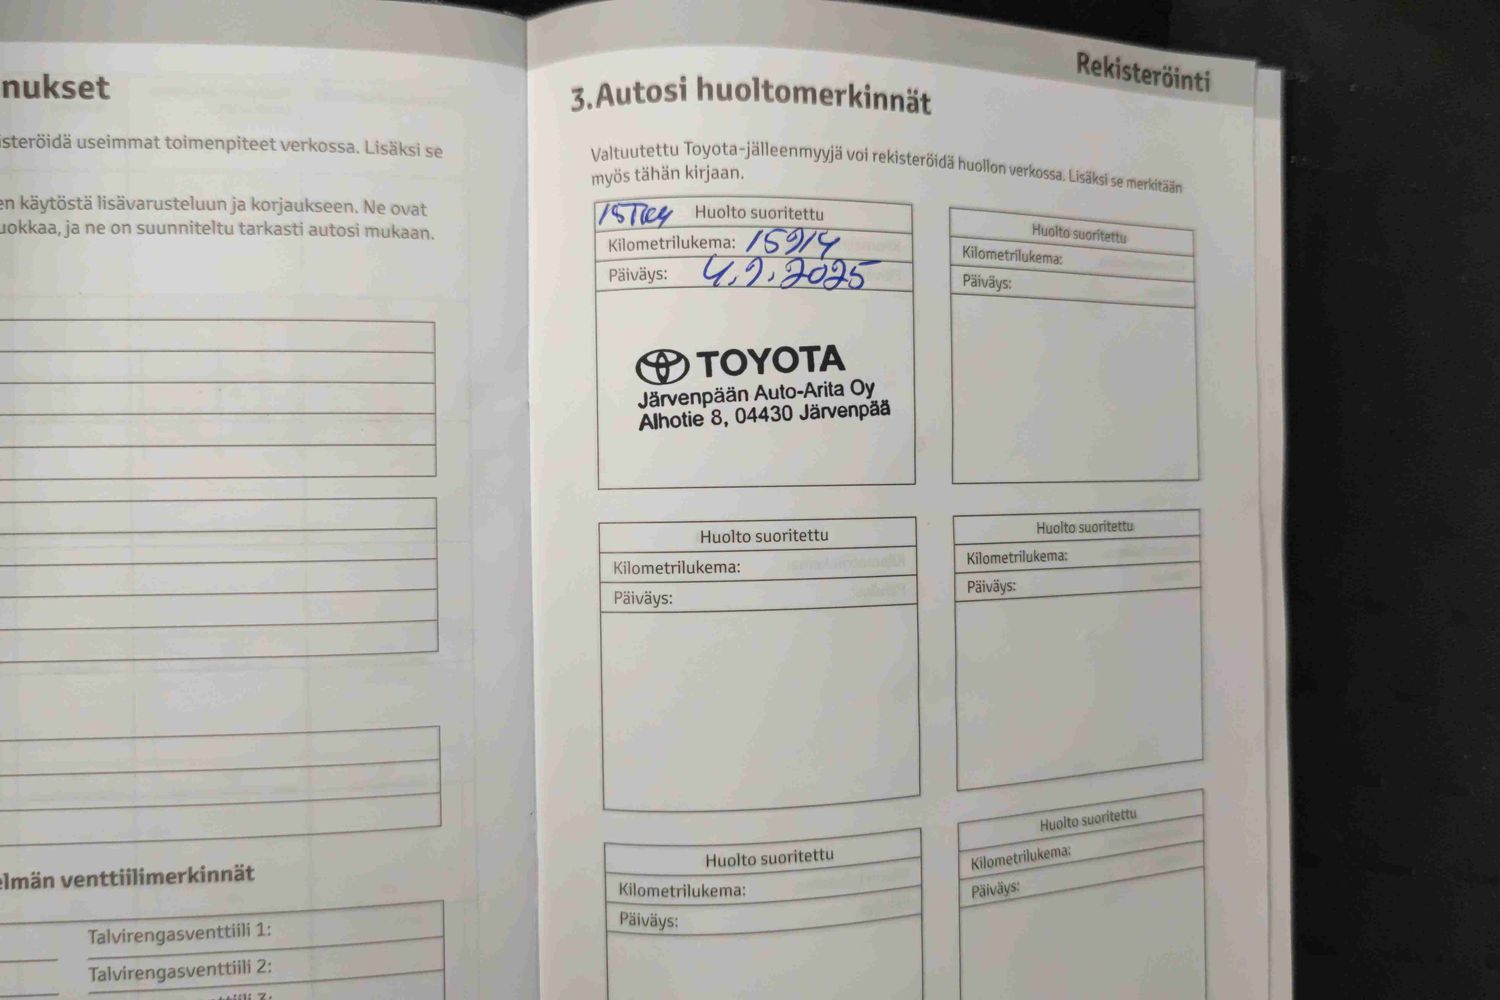 nukset
isteröidä useimmat toimenpiteet verkossa. Lisäksi se
en käytöstä lisävarusteluun ja korjaukseen. Ne ovat
uokkaa, ja ne on suunniteltu tarkasti autosi mukaan.
elmän venttiilimerkinnät
Talvirengasventtiili 1:
Talvirengasventtiili 2:
Rekisteröinti
3.Autosi huoltomerkinnät
Valtuutettu Toyota-jälleenmyyjä voi rekisteröidä huollon verkossa. Lisäksi se merkitään
myös tähän kirjaan.
15TKM Huolto suoritettu
Kilometrilukema: 15914
Päiväys: 4.2.2025
TOYOTA
Järvenpään Auto-Arita Oy
Alhotie 8, 04430 Järvenpää
Huolto suoritettu
Kilometrilukema:
Päiväys:
Huolto suoritettu
Kilometrilukema:
Päiväys:
Huolto suoritettu
Kilometrilukema:
Päiväys:
Huolto suoritettu
Kilometrilukema:
Päiväys:
Huolto suoritettu
Kilometrilukema:
Päiväys: